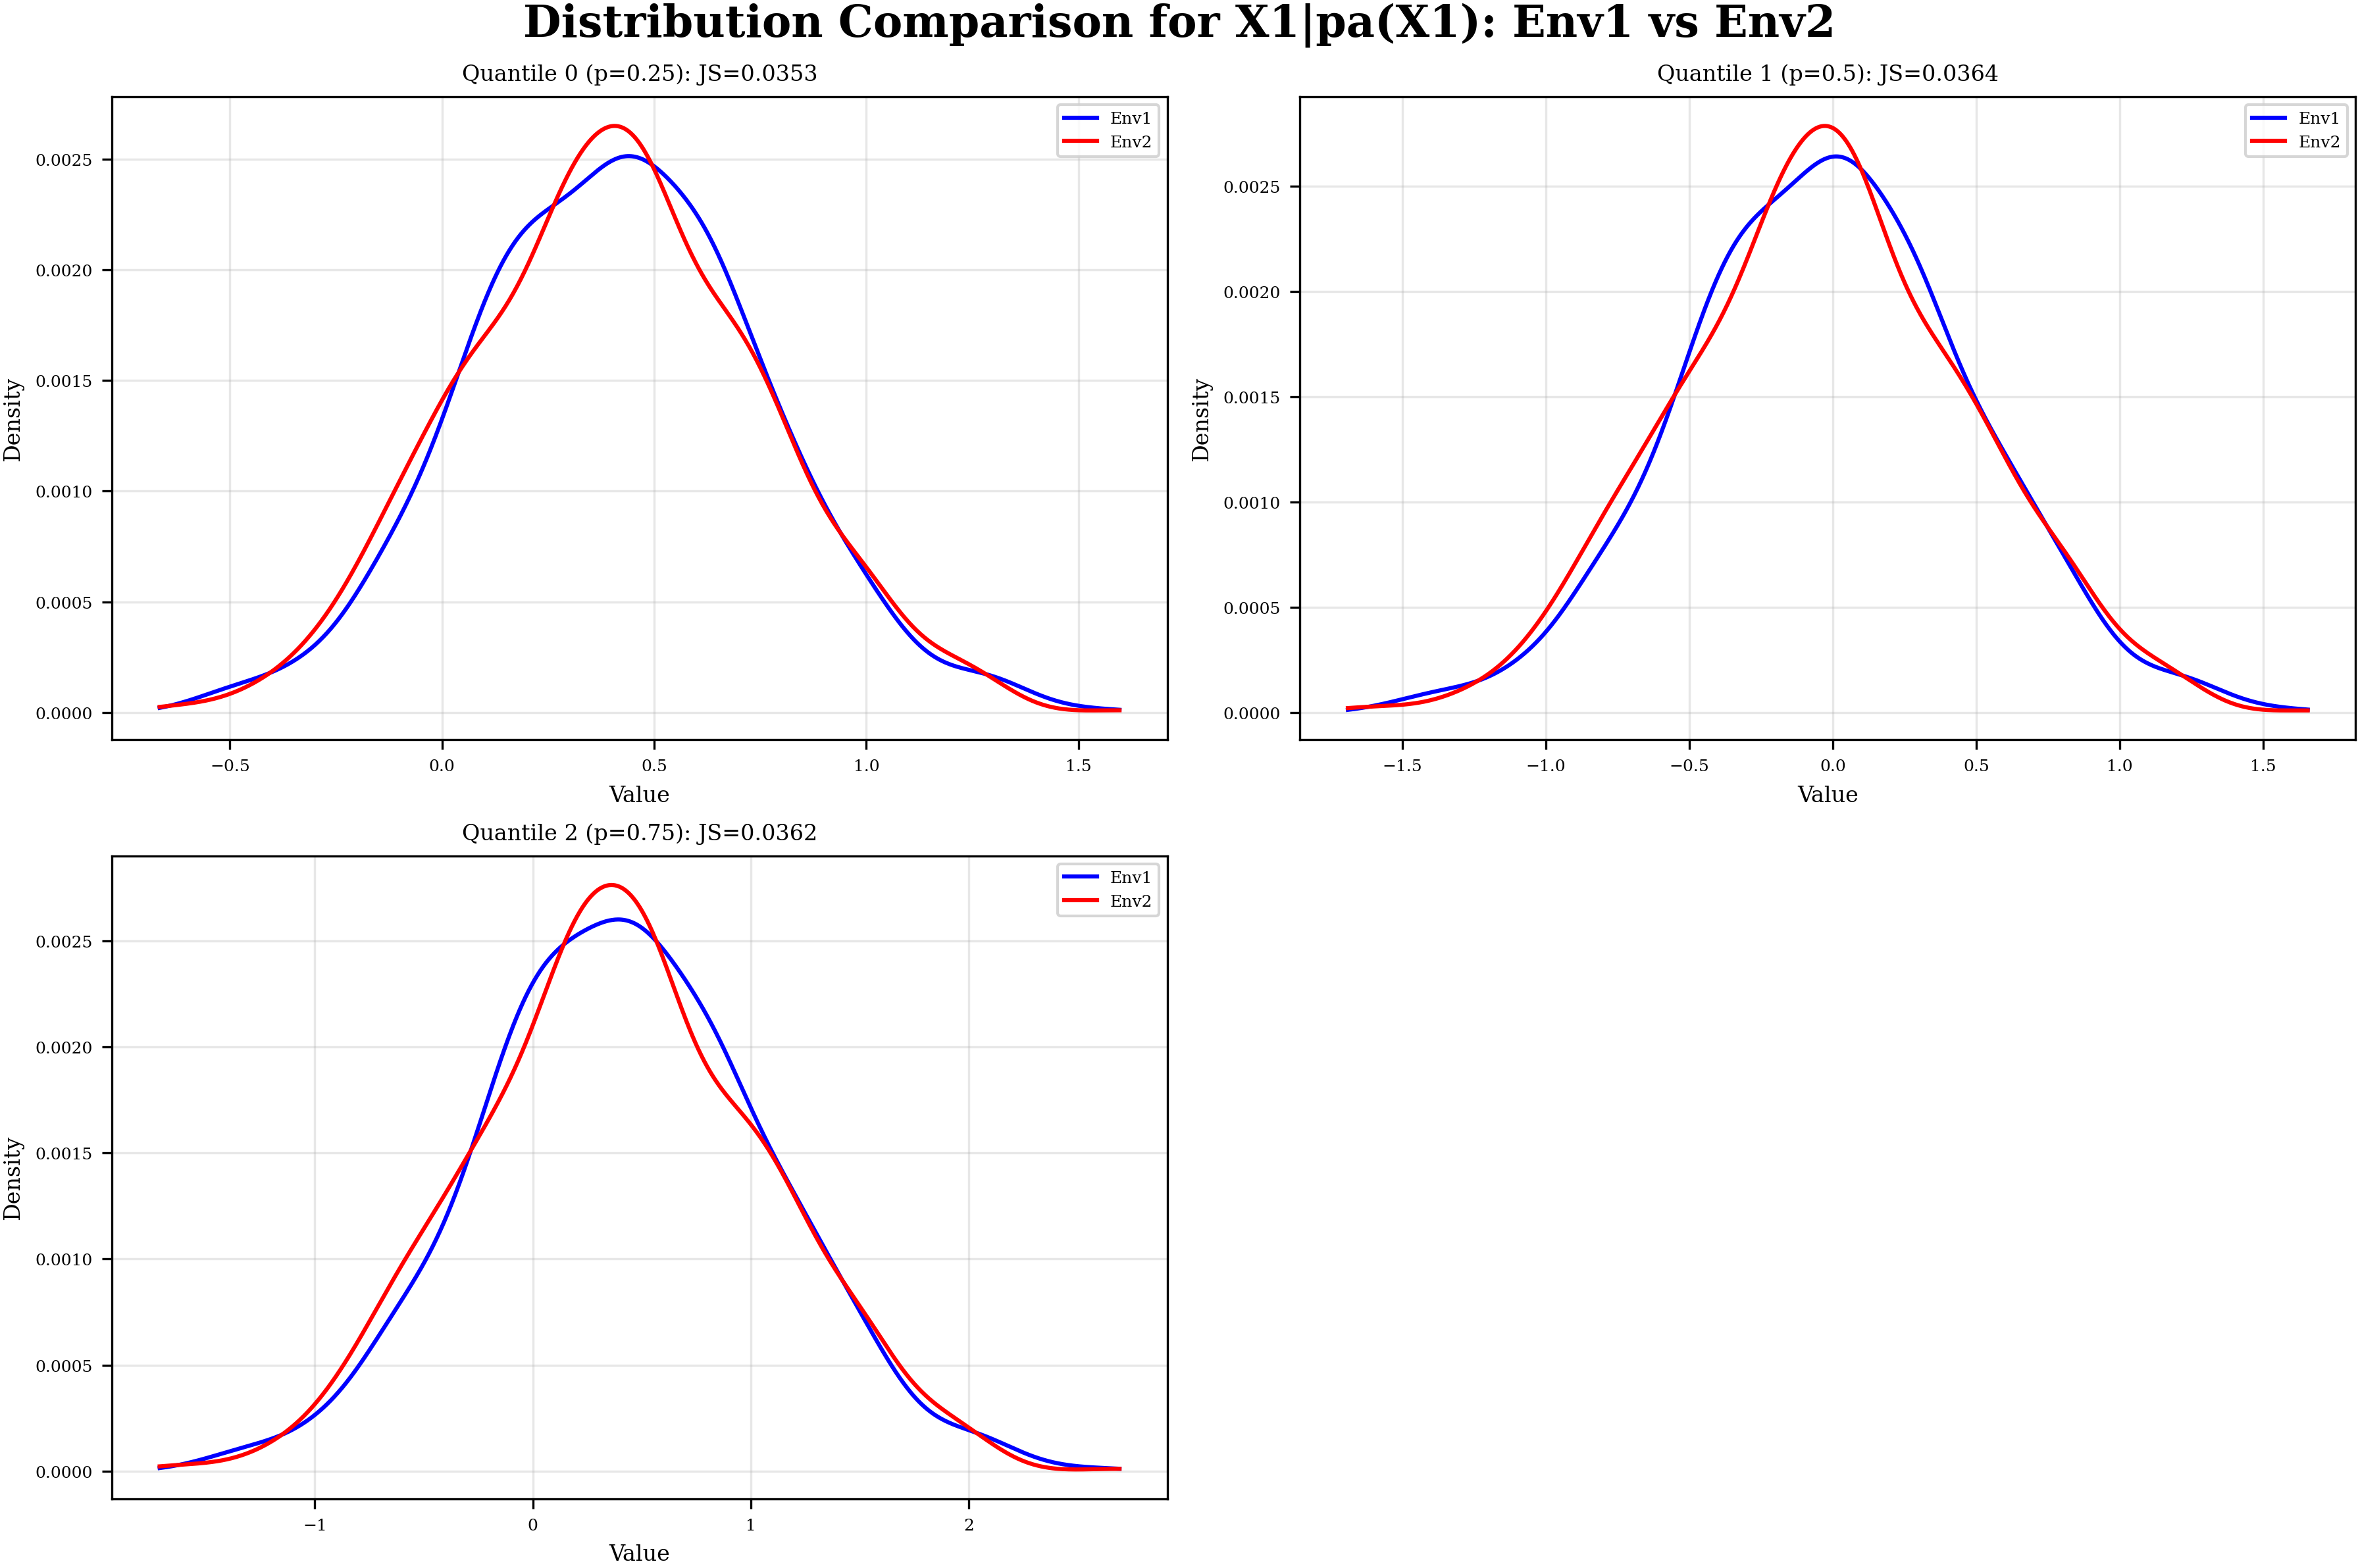 Distribution Comparison for X1|pa(X1): Env1 vs Env2
Quantile 0 (p=0.25): JS=0.0353
Env1
Env2
0.0025
0.0020
0.0015
0.0010
0.0005
0.0000
Density
−0.5 0.0 0.5 1.0 1.5
Value
Quantile 1 (p=0.5): JS=0.0364
Env1
Env2
0.0025
0.0020
0.0015
0.0010
0.0005
0.0000
Density
−1.5 −1.0 −0.5 0.0 0.5 1.0 1.5
Value
Quantile 2 (p=0.75): JS=0.0362
Env1
Env2
0.0025
0.0020
0.0015
0.0010
0.0005
0.0000
Density
−1 0 1 2
Value